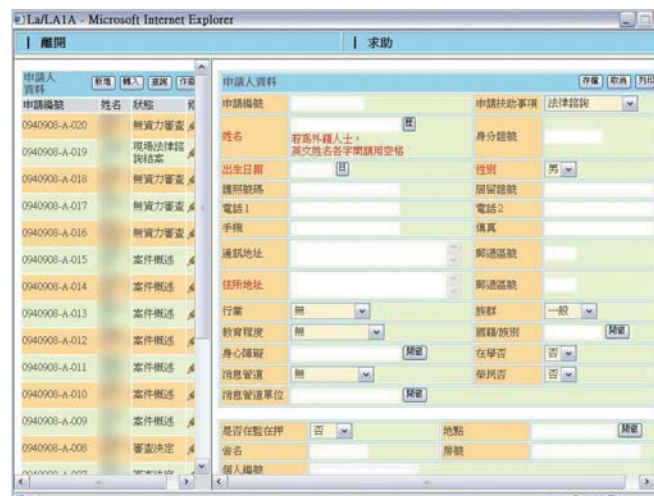 La/LA1A - Microsoft Internet Explorer
離開 求助
申請人資料 新增 轉入 查詢
申請編號 姓名 狀態
0940908-A-020 無資力審查
0940908-A-019 現場法律諮詢結案
0940908-A-018 無資力審查
0940908-A-017 無資力審查
0940908-A-016 無資力審查
0940908-A-015 案件概述
0940908-A-014 案件概述
0940908-A-013 案件概述
0940908-A-012 案件概述
0940908-A-011 案件概述
0940908-A-010 案件概述
0940908-A-009 案件概述
0940908-A-008 審查決定
申請人資料 存檔 取消 列印
申請編號 申請扶助事項 法律諮詢
姓名 若為外籍人士，
英文姓名各字間請用空格 身分證號
出生日期 日 性別 男
護照號碼 居留證號
電話1 電話2
手機 傳真
通訊地址 郵遞區號
住所地址 郵遞區號
行業 無 族群 一般
教育程度 無 國籍/族別 開窗
身心障礙 開窗 在學否 否
消息管道 無 榮民否 否
消息管道單位 開窗
是否在監在押 否 地點 開窗
舍名 房號
個人編號